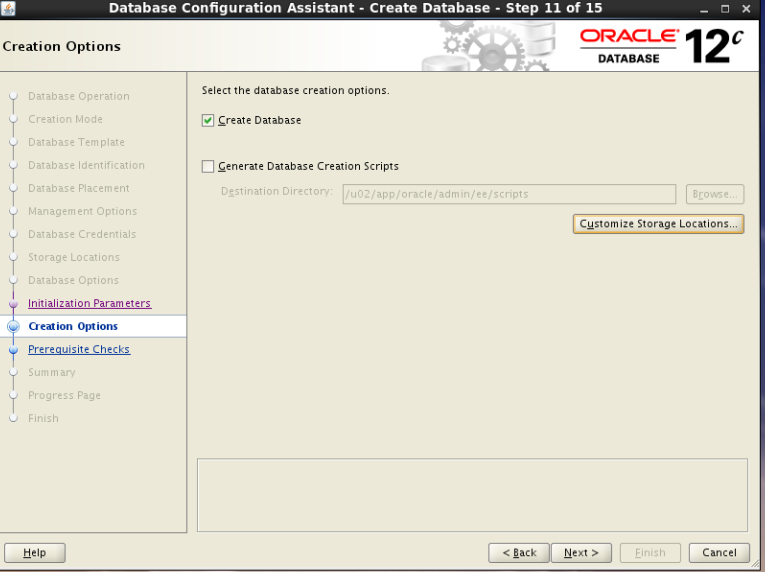 Database Configuration Assistant - Create Database - Step 11 of 15
Creation Options
ORACLE
DATABASE
12c
Database Operation
Creation Mode
Database Template
Database Identification
Database Placement
Management Options
Database Credentials
Storage Locations
Database Options
Initialization Parameters
Creation Options
Prerequisite Checks
Summary
Progress Page
Finish
Select the database creation options.
Create Database
Generate Database Creation Scripts
Destination Directory: /u02/app/oracle/admin/ee/scripts Browse...
Customize Storage Locations...
Help < Back Next > Finish Cancel